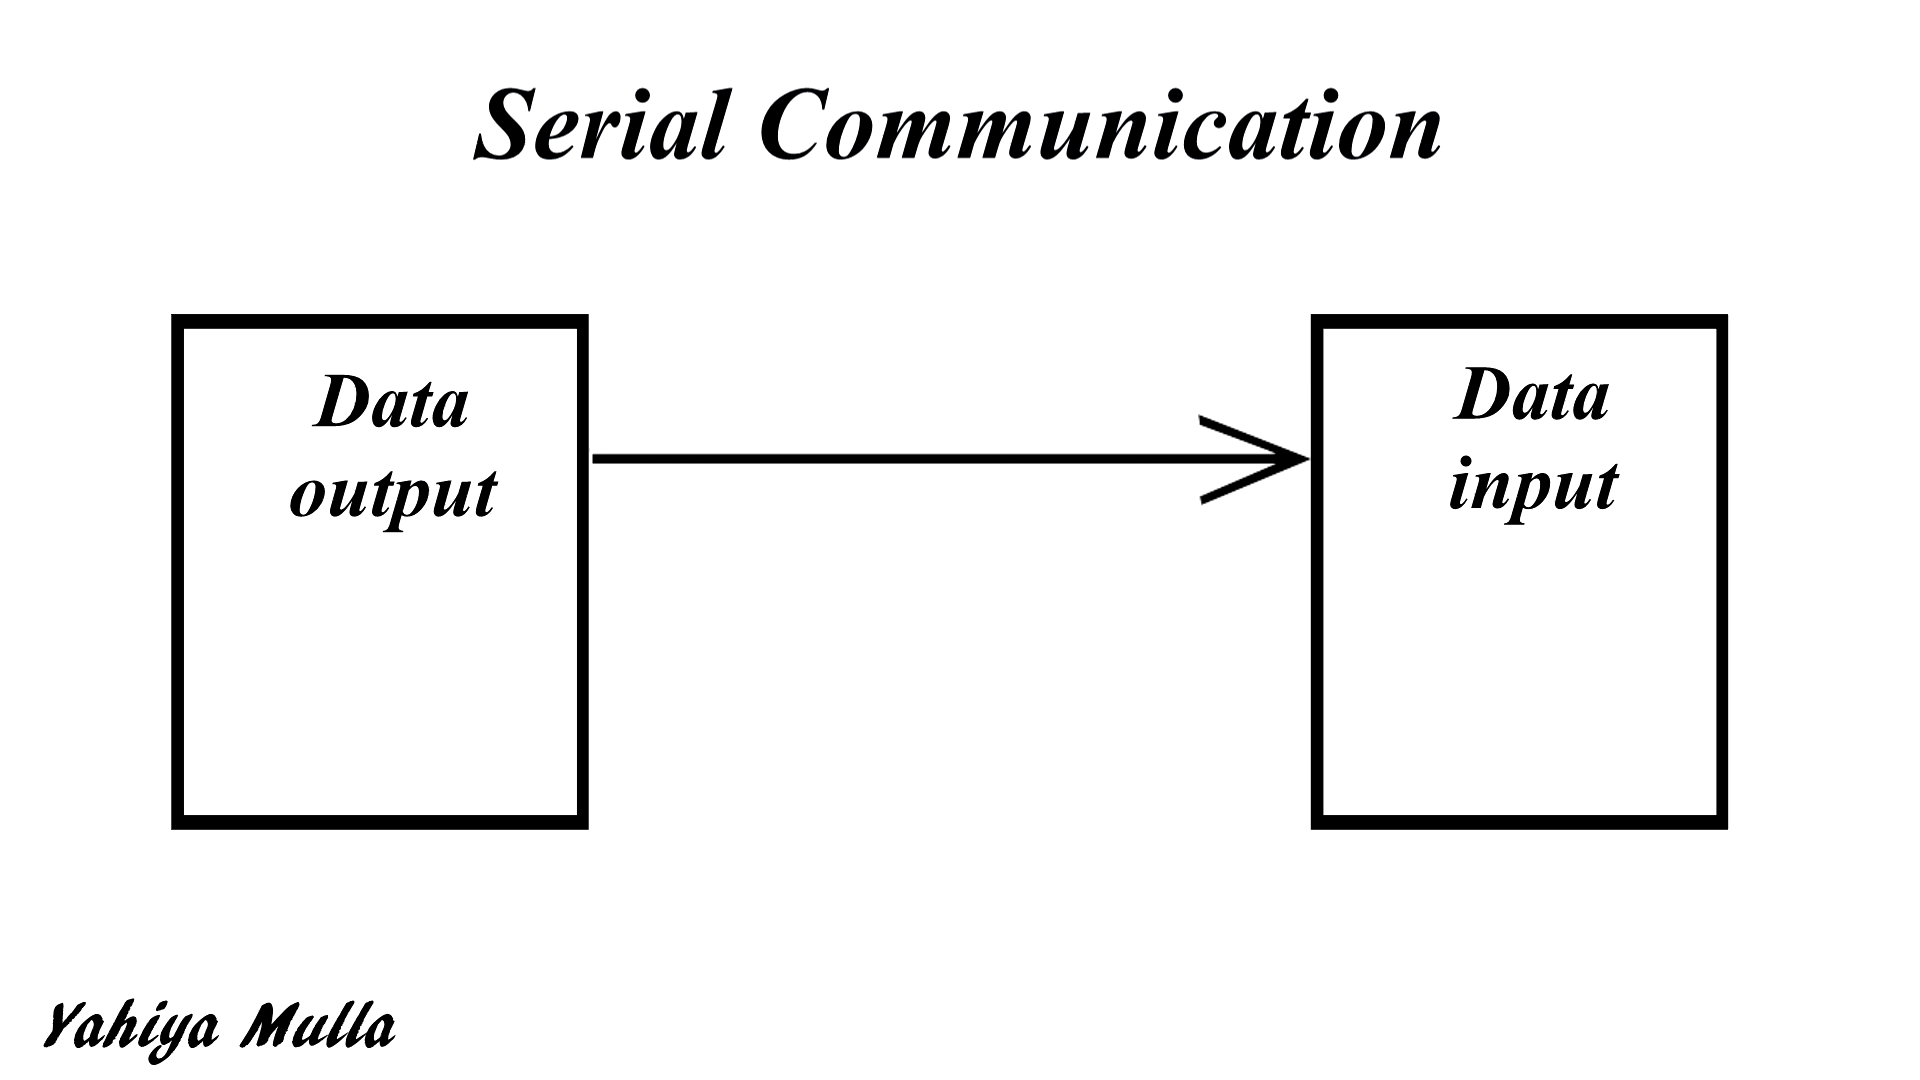 Serial Communication
Data
output
Data
input
Yahiya Mulla